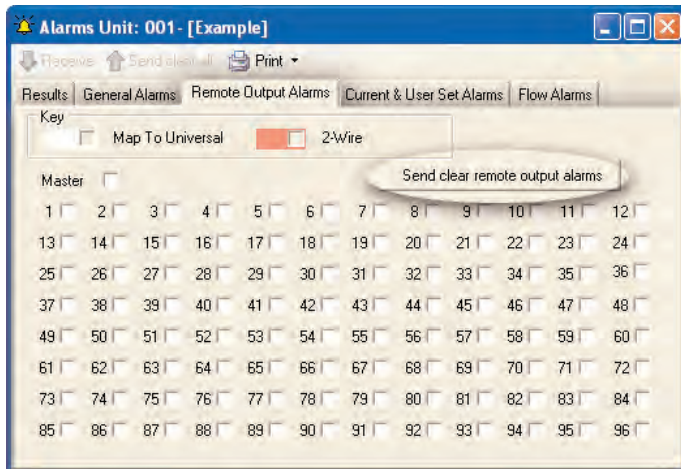 Alarms Unit: 001- [Example]
Receive Send clear all Print
Results General Alarms Remote Output Alarms Current & User Set Alarms Flow Alarms
Key
Map To Universal 2-Wire
Send clear remote output alarms
Master
1 2 3 4 5 6 7 8 9 10 11 12
13 14 15 16 17 18 19 20 21 22 23 24
25 26 27 28 29 30 31 32 33 34 35 36
37 38 39 40 41 42 43 44 45 46 47 48
49 50 51 52 53 54 55 56 57 58 59 60
61 62 63 64 65 66 67 68 69 70 71 72
73 74 75 76 77 78 79 80 81 82 83 84
85 86 87 88 89 90 91 92 93 94 95 96